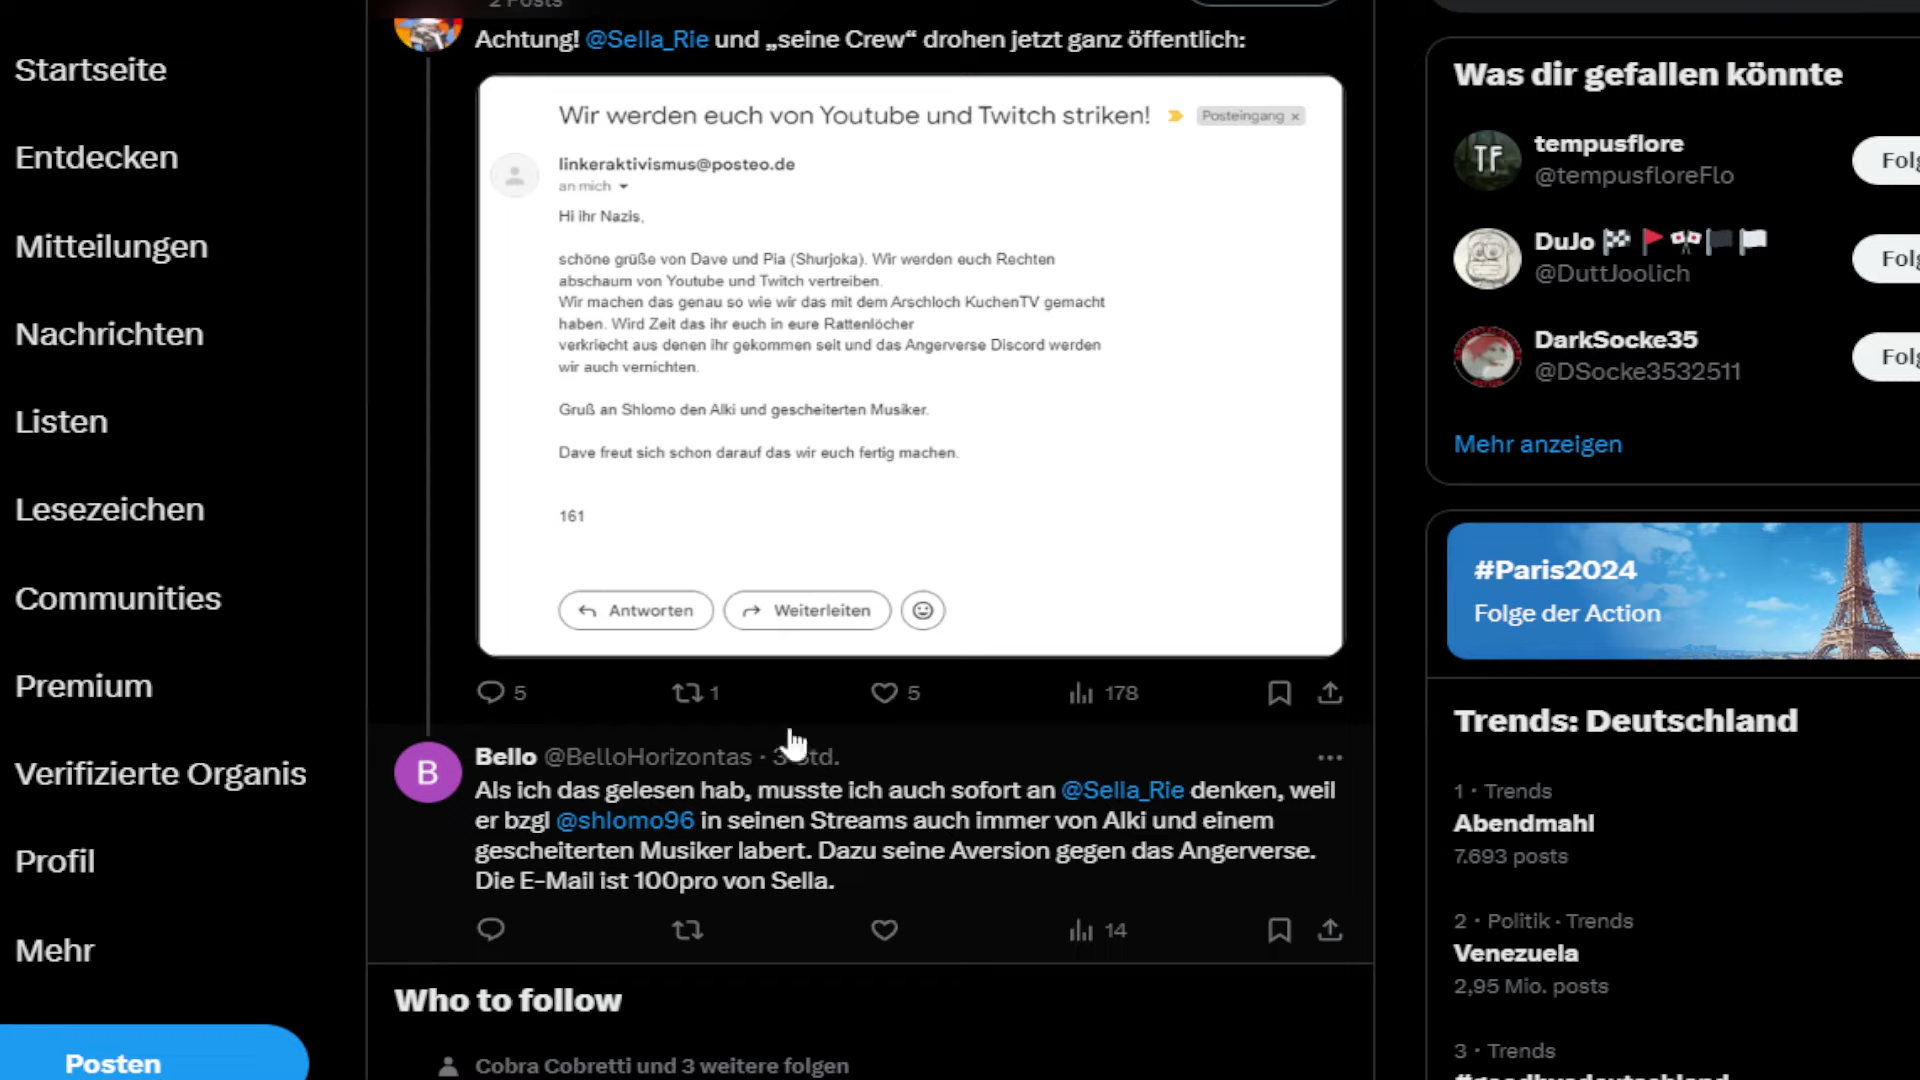 2 Posts
Startseite
Entdecken
Mitteilungen
Nachrichten
Listen
Lesezeichen
Communities
Premium
Verifizierte Organis
Profil
Mehr
Posten
Achtung! @Sella_Rie und „seine Crew“ drohen jetzt ganz öffentlich:
Wir werden euch von Youtube und Twitch striken! Posteingang ×
linkeraktivismus@posteo.de
an mich
Hi ihr Nazis,
schöne grüße von Dave und Pia (Shurjoka). Wir werden euch Rechten
abschaum von Youtube und Twitch vertreiben.
Wir machen das genau so wie wir das mit dem Arschloch KuchenTV gemacht
haben. Wird Zeit das ihr euch in eure Rattenlöcher
verkriecht aus denen ihr gekommen seit und das Angerverse Discord werden
wir auch vernichten.
Gruß an Shlomo den Alki und gescheiterten Musiker.
Dave freut sich schon darauf das wir euch fertig machen.
161
Antworten Weiterleiten
5 1 5 178
B
Bello @BelloHorizontas · 3 Std.
Als ich das gelesen hab, musste ich auch sofort an @Sella_Rie denken, weil
er bzgl @shlomo96 in seinen Streams auch immer von Alki und einem
gescheiterten Musiker labert. Dazu seine Aversion gegen das Angerverse.
Die E-Mail ist 100pro von Sella.
14
Who to follow
Cobra Cobretti und 3 weitere folgen
Was dir gefallen könnte
TF
tempusflore
@tempusfloreFlo
Folg
DuJo
@DuttJoolich
Folg
DarkSocke35
@DSocke3532511
Folg
Mehr anzeigen
#Paris2024
Folge der Action
Trends: Deutschland
1 · Trends
Abendmahl
7.693 posts
2 · Politik · Trends
Venezuela
2,95 Mio. posts
3 · Trends